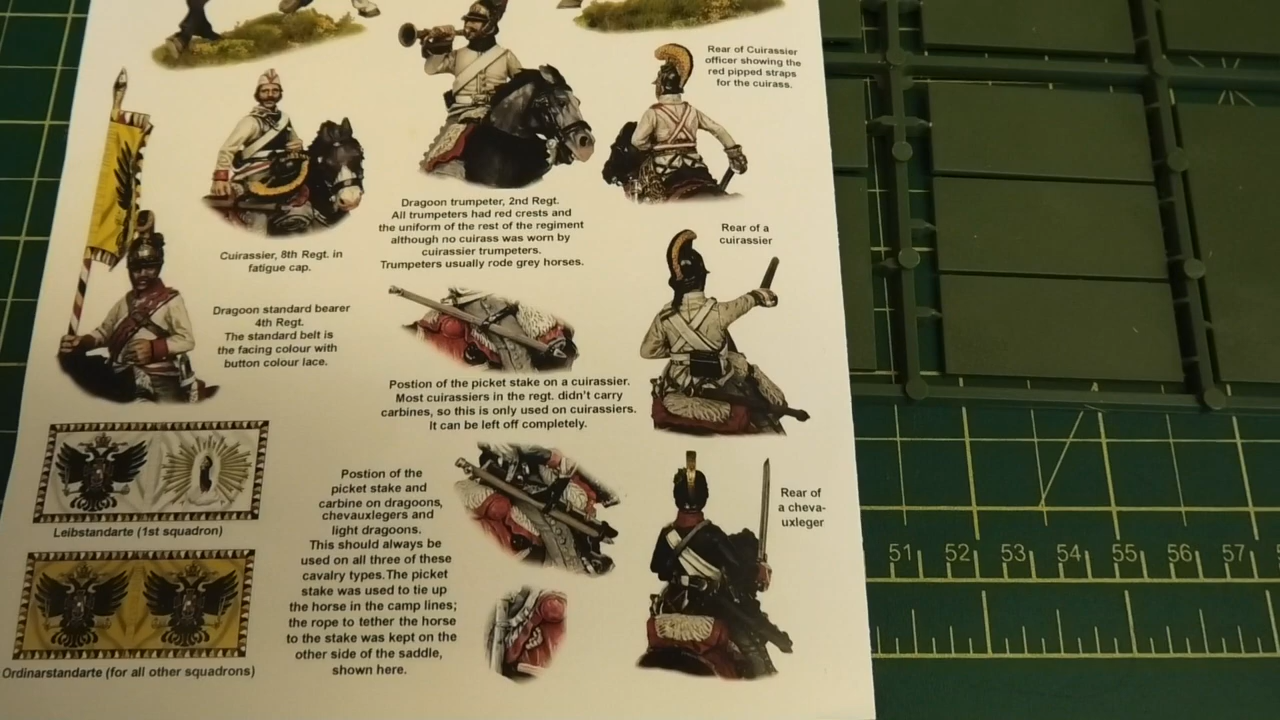 Rear of Cuirassier
officer showing the
red pipped straps
for the cuirass.
Dragoon trumpeter, 2nd Regt.
All trumpeters had red crests and
the uniform of the rest of the regiment
although no cuirass was worn by
cuirassier trumpeters.
Trumpeters usually rode grey horses.
Cuirassier, 8th Regt. in
fatigue cap.
Rear of a
cuirassier
Dragoon standard bearer
4th Regt.
The standard belt is
the facing colour with
button colour lace.
Postion of the picket stake on a cuirassier.
Most cuirassiers in the regt. didn't carry
carbines, so this is only used on cuirassiers.
It can be left off completely.
Postion of the
picket stake and
carbine on dragoons,
chevauxlegers and
light dragoons.
This should always be
used on all three of these
cavalry types.The picket
stake was used to tie up
the horse in the camp lines;
the rope to tether the horse
to the stake was kept on the
other side of the saddle,
shown here.
Rear of
a cheva-
uxleger
Leibstandarte (1st squadron)
Ordinarstandarte (for all other squadrons)
51 52 53 54 55 56 57